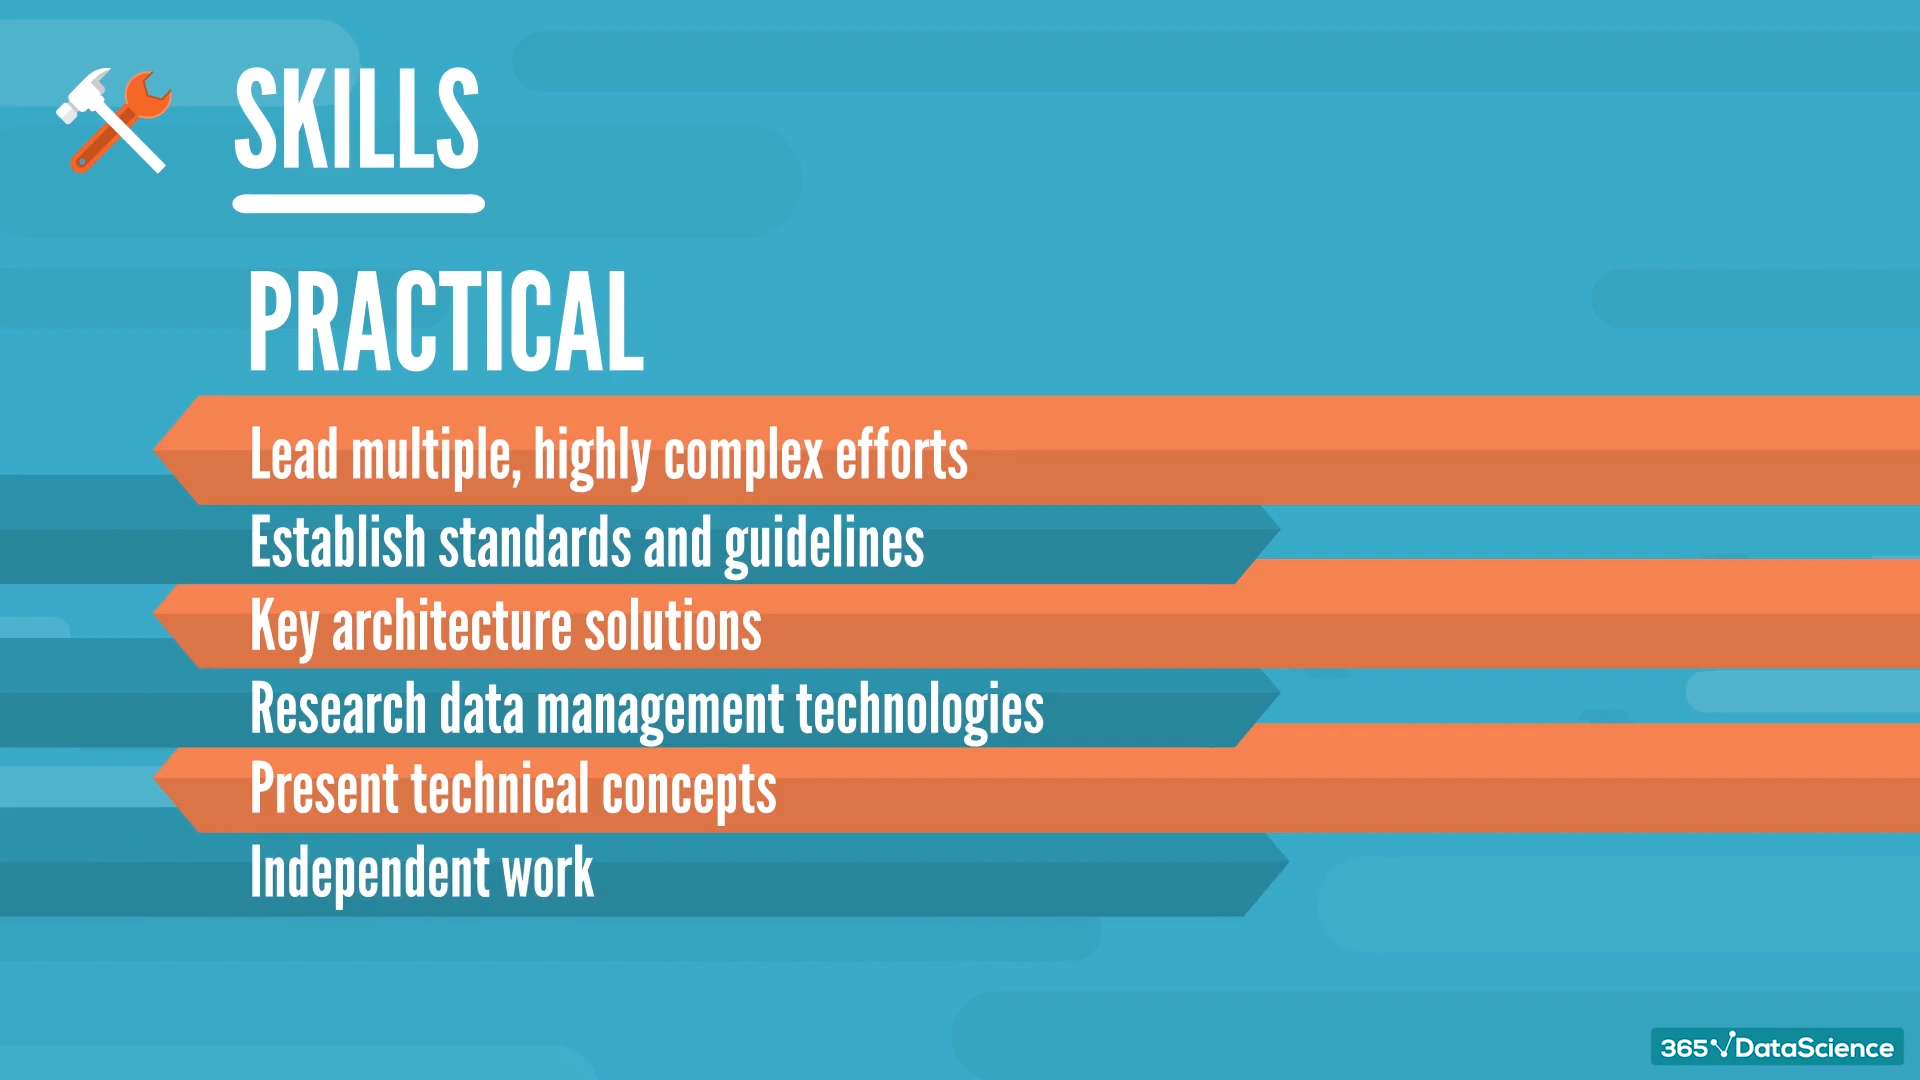 SKILLS
PRACTICAL
Lead multiple, highly complex efforts
Establish standards and guidelines
Key architecture solutions
Research data management technologies
Present technical concepts
Independent work
365 DataScience